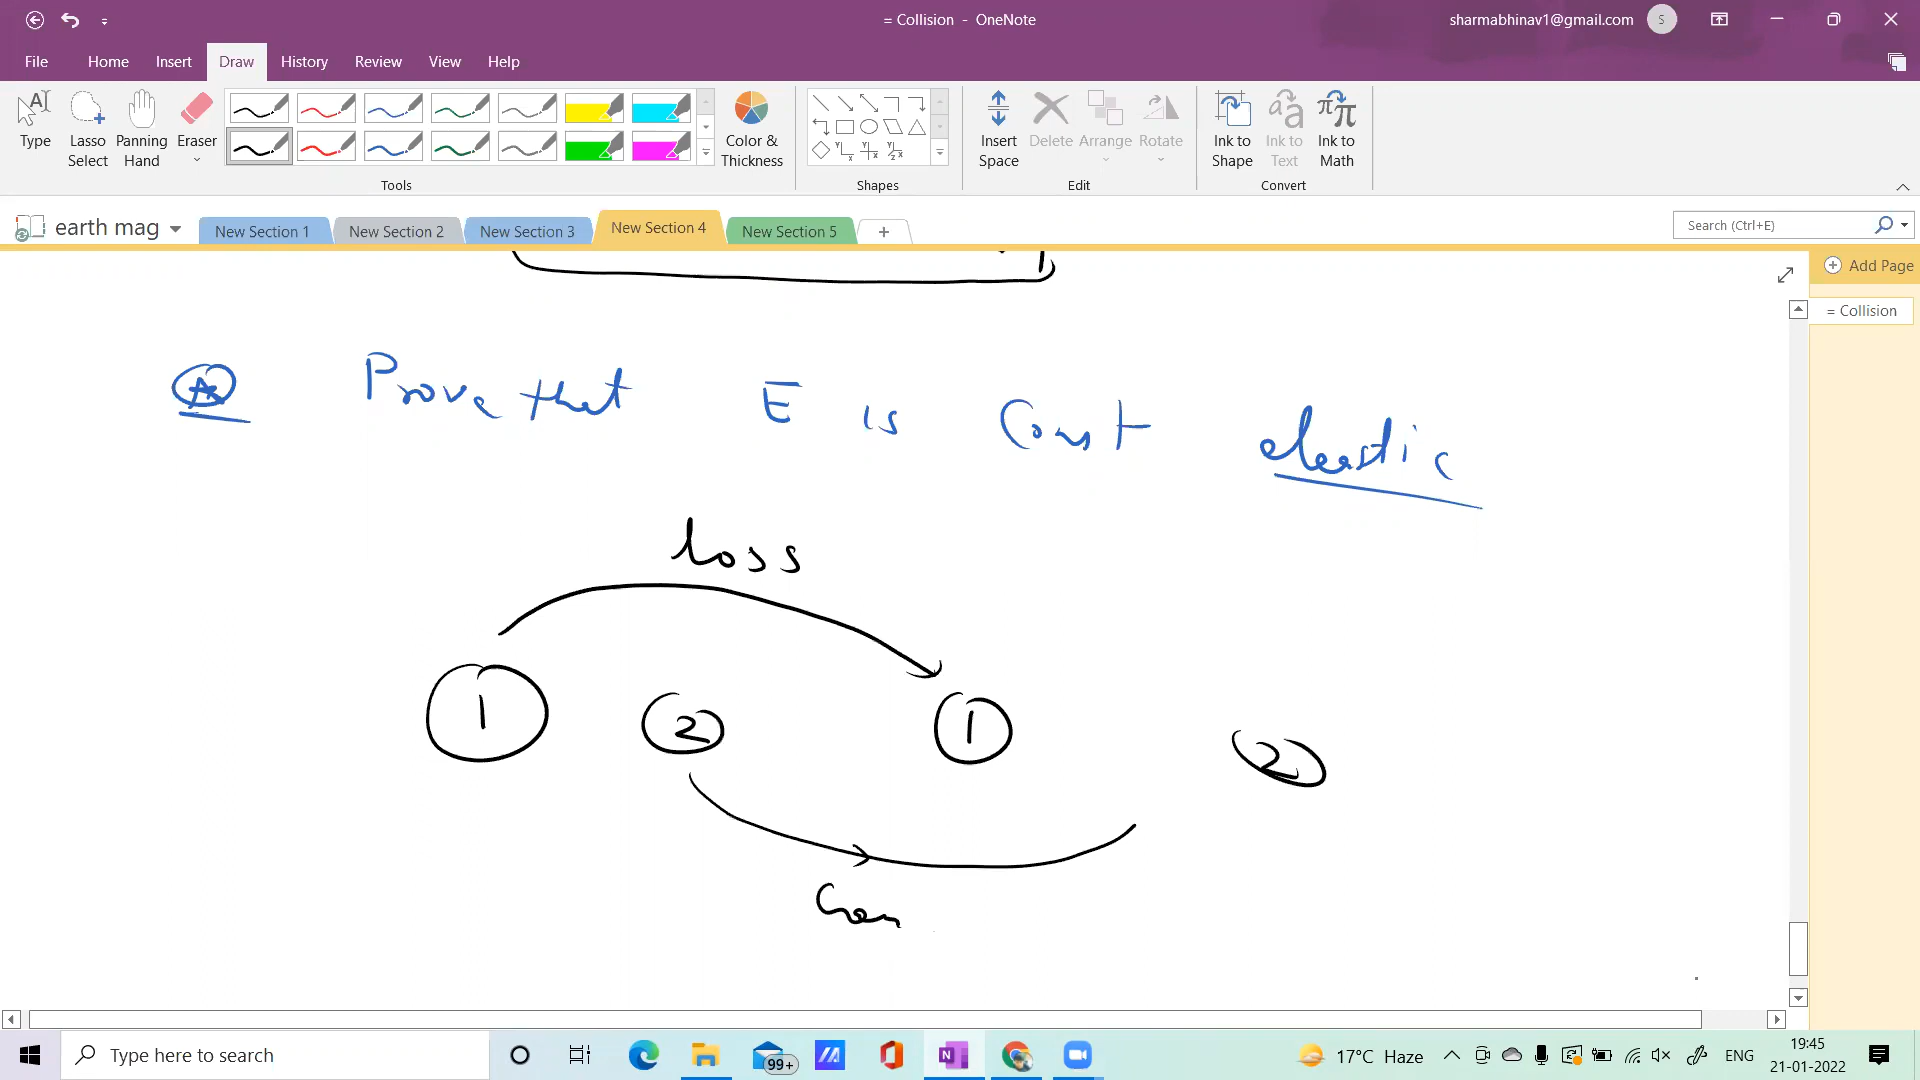 = Collision - OneNote
sharmabhinav1@gmail.com S
File Home Insert Draw History Review View Help
Type Lasso Select Panning Hand Eraser
Color & Thickness
Insert Space Delete Arrange Rotate
Ink to Shape Ink to Text Ink to Math
Tools Shapes Edit Convert
earth mag New Section 1 New Section 2 New Section 3 New Section 4 New Section 5 +
Search (Ctrl+E)
Add Page
= Collision
Prove that E is Const elastic
loss
1 2 1 2
Type here to search
99+
17°C Haze
ENG
19:45
21-01-2022